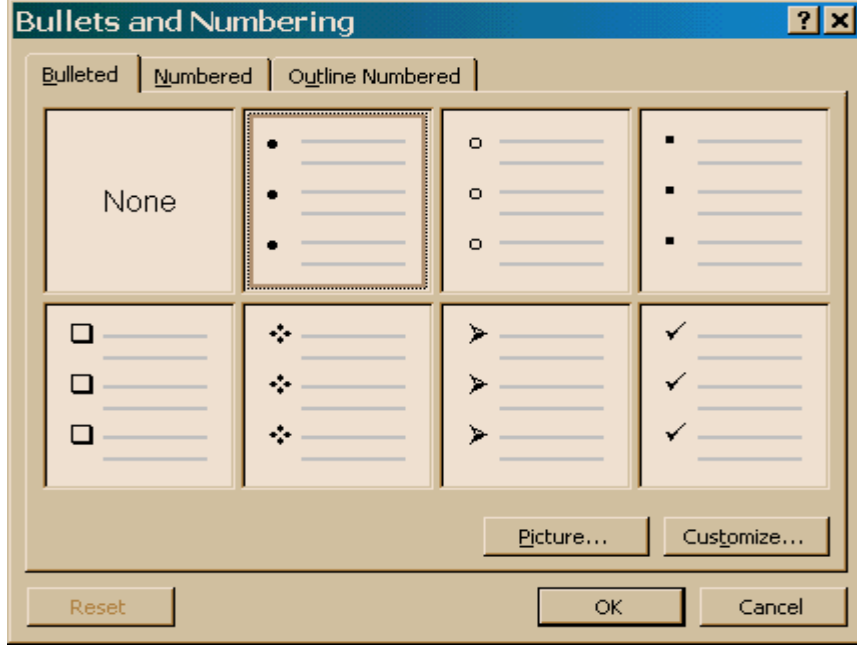 Bullets and Numbering
Bulleted Numbered Outline Numbered
None
Picture... Customize...
Reset OK Cancel